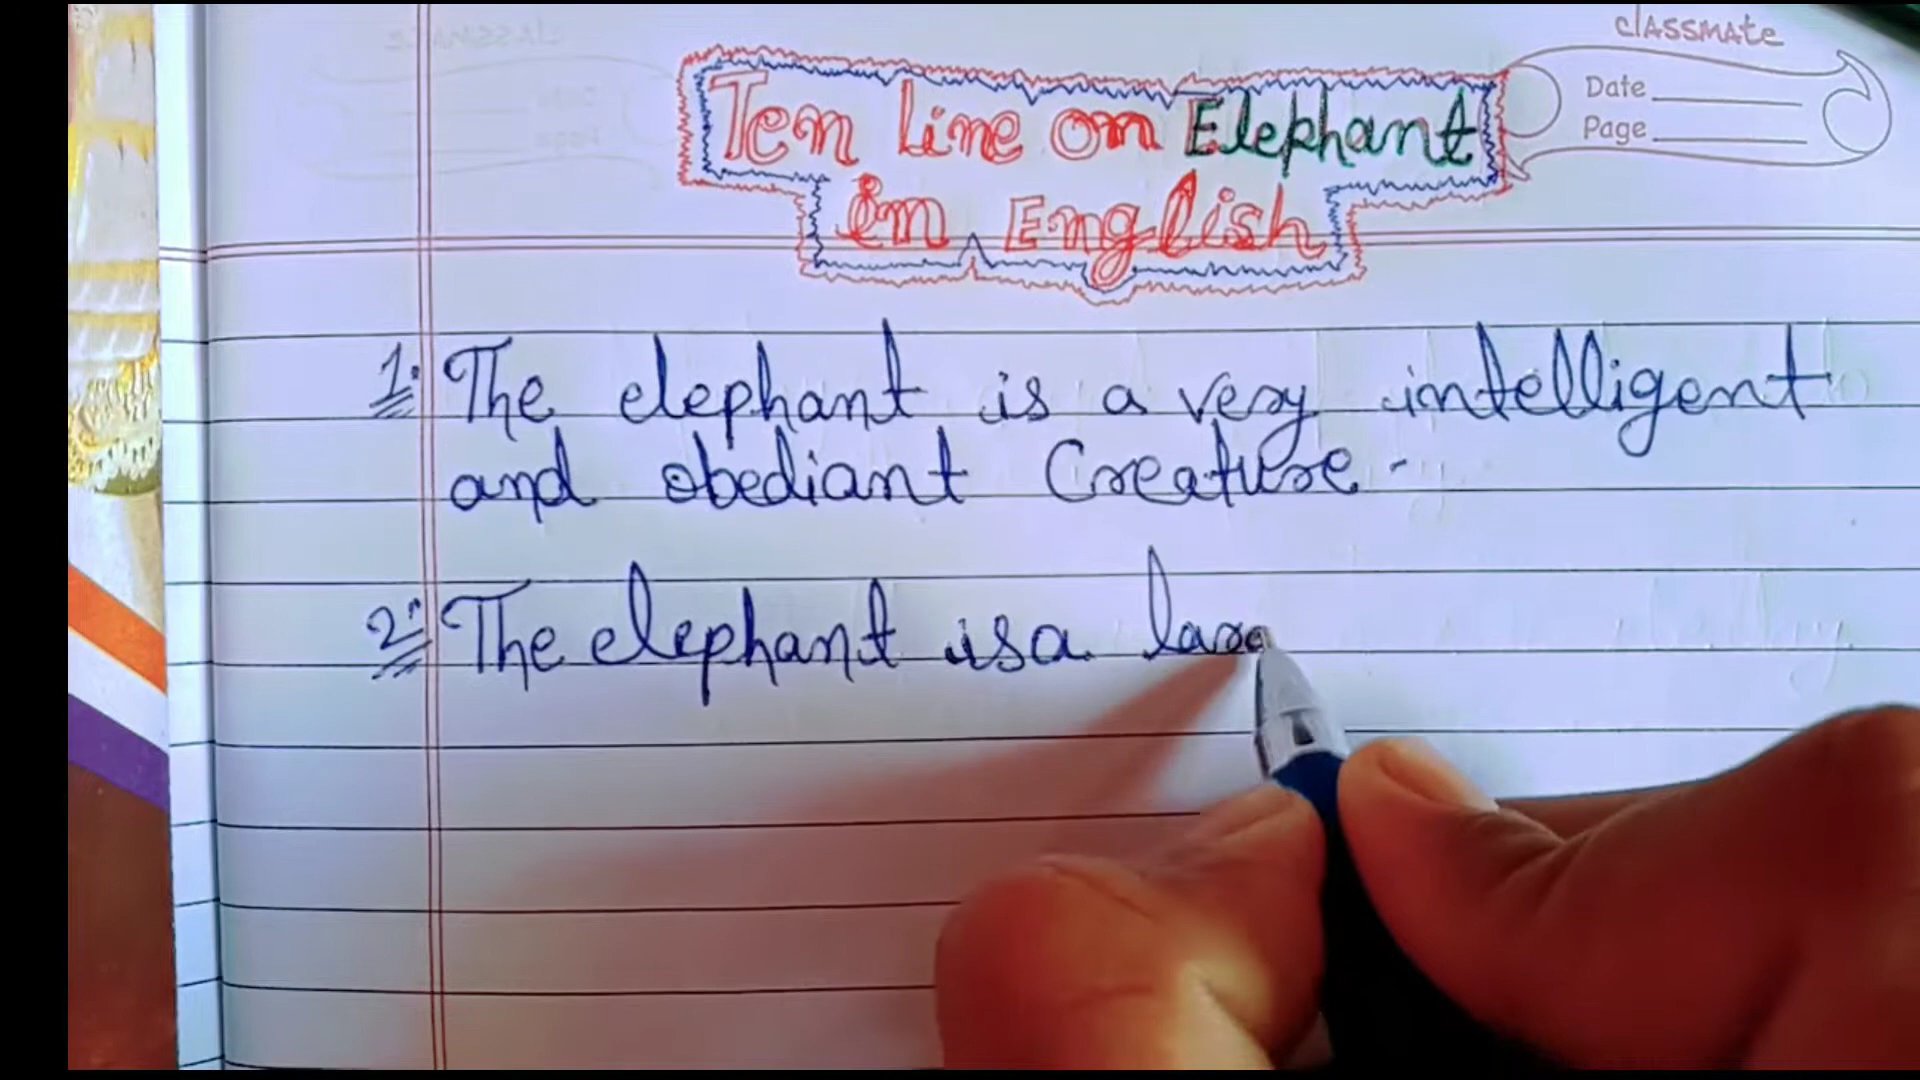 classmate
Date
Page
Ten Line on Elephant
in English
1. The elephant is a very intelligent
and obediant Creature.
2. The elephant is a